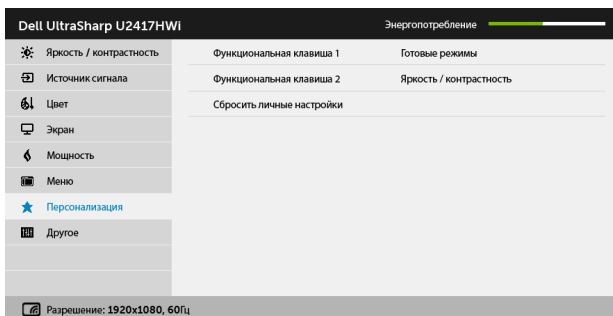 Dell UltraSharp U2417HWi
Энергопотребление
Яркость / контрастность
Функциональная клавиша 1
Готовые режимы
Источник сигнала
Функциональная клавиша 2
Яркость / контрастность
Цвет
Сбросить личные настройки
Экран
Мощность
Меню
Персонализация
Другое
Разрешение: 1920x1080, 60Гц